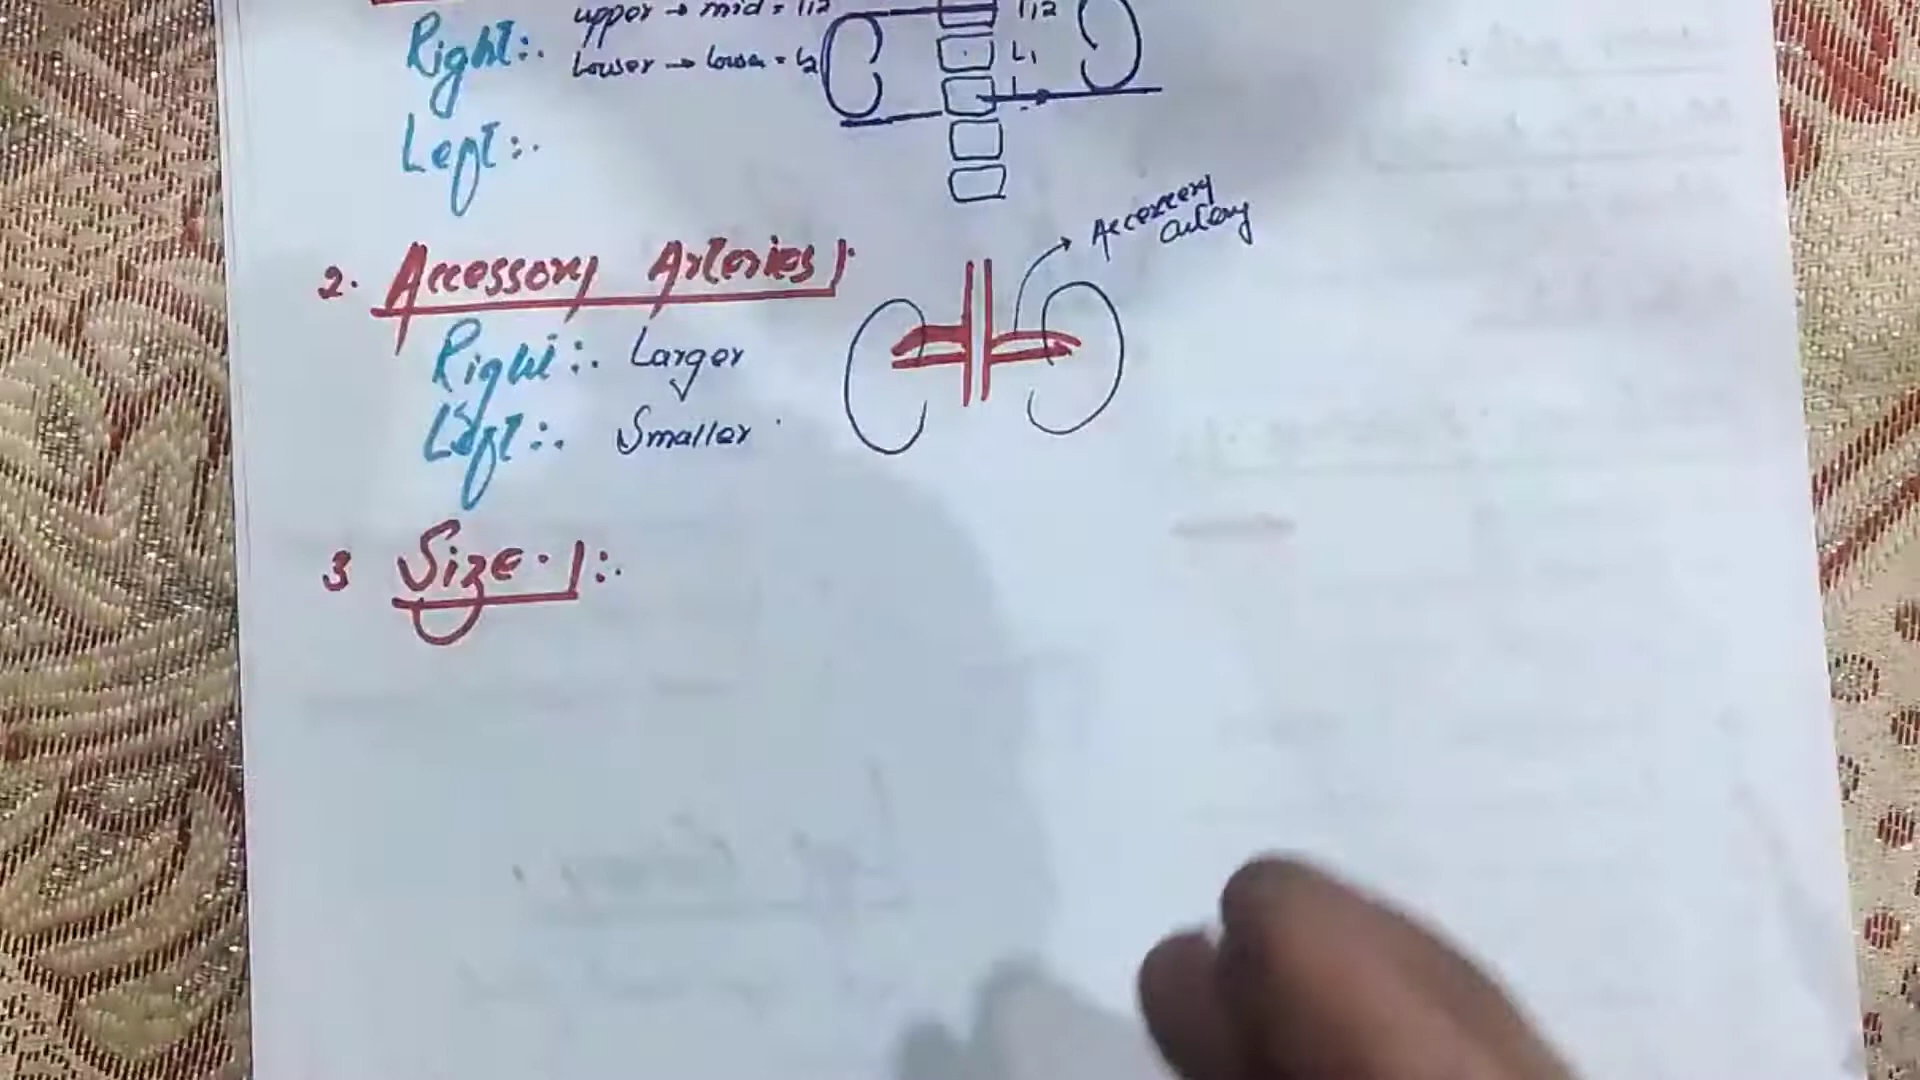 upper → mid = T12
Right:. Lower → Lower = L2
T12
L1
Left:.
Accessory
artery
2. Accessory Arteries):
Right:. Larger
Left:. Smaller
3 Size.):.